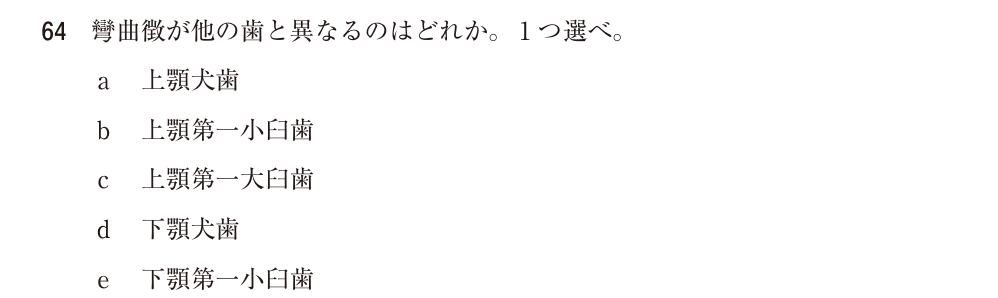 64 彎曲徴が他の歯と異なるのはどれか。1つ選べ。
a 上顎犬歯
b 上顎第一小臼歯
c 上顎第一大臼歯
d 下顎犬歯
e 下顎第一小臼歯